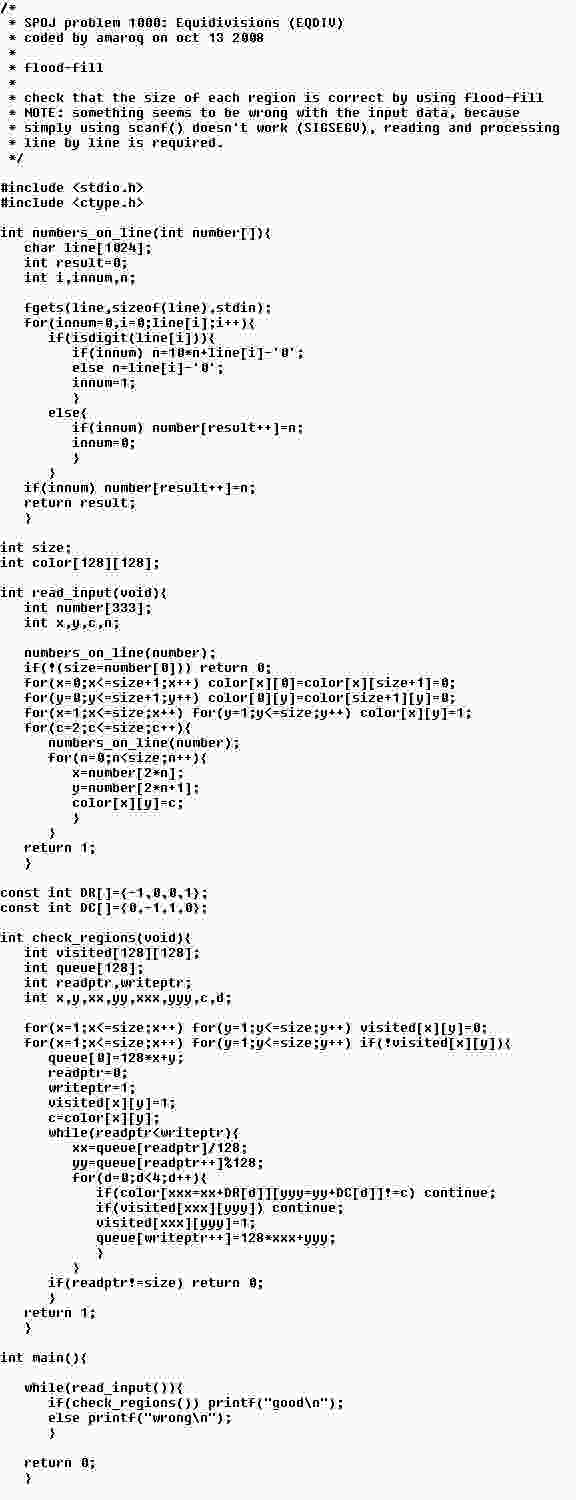 /*
 * SPOJ problem 1000: Equidivisions (EQDIV)
 * coded by amaroq on oct 13 2008
 *
 * flood-fill
 *
 * check that the size of each region is correct by using flood-fill
 * NOTE: something seems to be wrong with the input data, because
 * simply using scanf() doesn't work (SIGSEGV), reading and processing
 * line by line is required.
 */

#include <stdio.h>
#include <ctype.h>

int numbers_on_line(int number[]){
   char line[1024];
   int result=0;
   int i,innum,n;

   fgets(line,sizeof(line),stdin);
   for(innum=0,i=0;line[i];i++){
      if(isdigit(line[i])){
         if(innum) n=10*n+line[i]-'0';
         else n=line[i]-'0';
         innum=1;
         }
      else{
         if(innum) number[result++]=n;
         innum=0;
         }
      }
   if(innum) number[result++]=n;
   return result;
   }

int size;
int color[128][128];

int read_input(void){
   int number[333];
   int x,y,c,n;

   numbers_on_line(number);
   if(!(size=number[0])) return 0;
   for(x=0;x<=size+1;x++) color[x][0]=color[x][size+1]=0;
   for(y=0;y<=size+1;y++) color[0][y]=color[size+1][y]=0;
   for(x=1;x<=size;x++) for(y=1;y<=size;y++) color[x][y]=1;
   for(c=2;c<=size;c++){
      numbers_on_line(number);
      for(n=0;n<size;n++){
         x=number[2*n];
         y=number[2*n+1];
         color[x][y]=c;
         }
      }
   return 1;
   }

const int DR[]={-1,0,0,1};
const int DC[]={0,-1,1,0};

int check_regions(void){
   int visited[128][128];
   int queue[128];
   int readptr,writeptr;
   int x,y,xx,yy,xxx,yyy,c,d;

   for(x=1;x<=size;x++) for(y=1;y<=size;y++) visited[x][y]=0;
   for(x=1;x<=size;x++) for(y=1;y<=size;y++) if(!visited[x][y]){
      queue[0]=128*x+y;
      readptr=0;
      writeptr=1;
      visited[x][y]=1;
      c=color[x][y];
      while(readptr<writeptr){
         xx=queue[readptr]/128;
         yy=queue[readptr++]%128;
         for(d=0;d<4;d++){
            if(color[xxx=xx+DR[d]][yyy=yy+DC[d]]!=c) continue;
            if(visited[xxx][yyy]) continue;
            visited[xxx][yyy]=1;
            queue[writeptr++]=128*xxx+yyy;
            }
         }
      if(readptr!=size) return 0;
      }
   return 1;
   }

int main(){

   while(read_input()){
      if(check_regions()) printf("good\n");
      else printf("wrong\n");
      }

   return 0;
   }